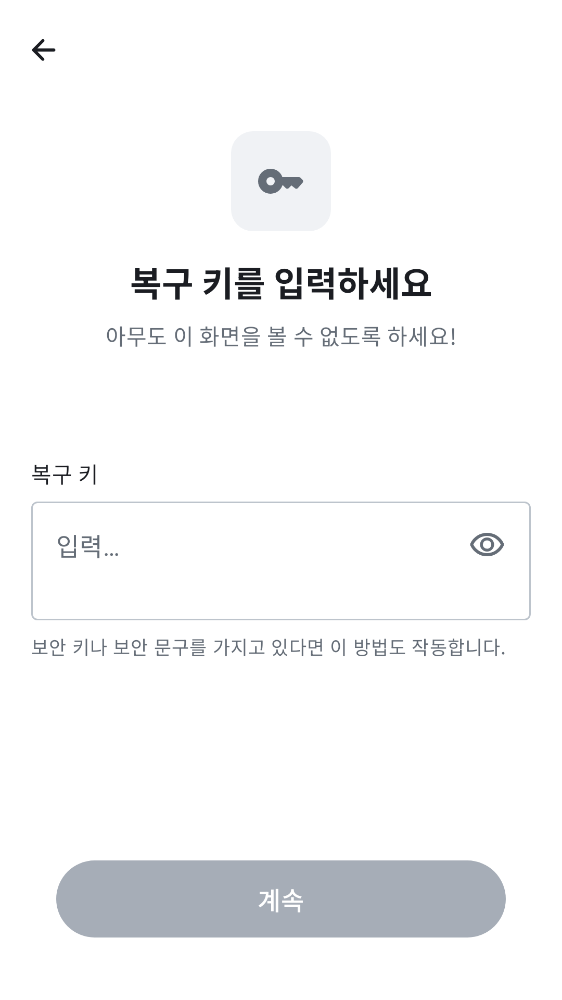 복구 키를 입력하세요
아무도 이 화면을 볼 수 없도록 하세요!
복구 키
입력...
보안 키나 보안 문구를 가지고 있다면 이 방법도 작동합니다.
계속